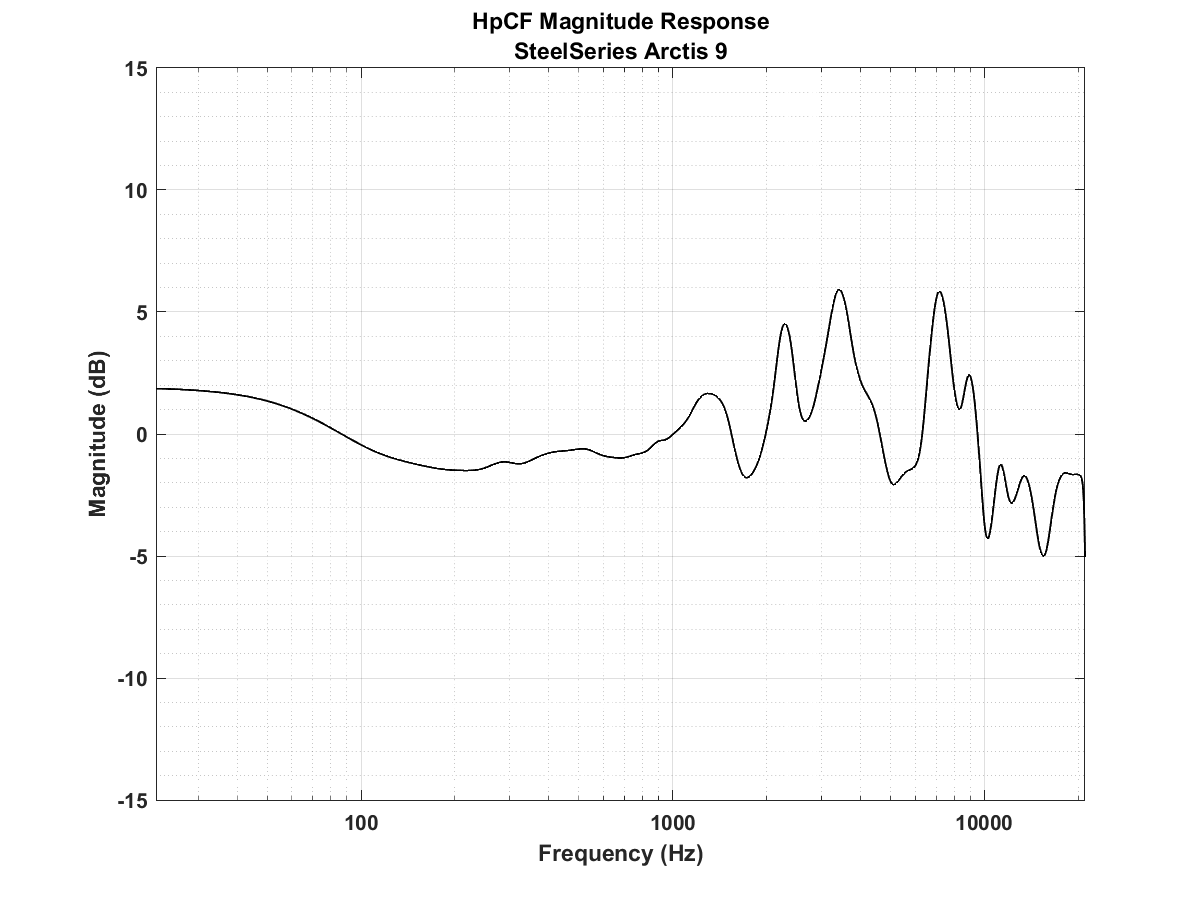 HpCF Magnitude Response
SteelSeries Arctis 9
15
10
5
0
-5
-10
-15
Magnitude (dB)
100
1000
10000
Frequency (Hz)